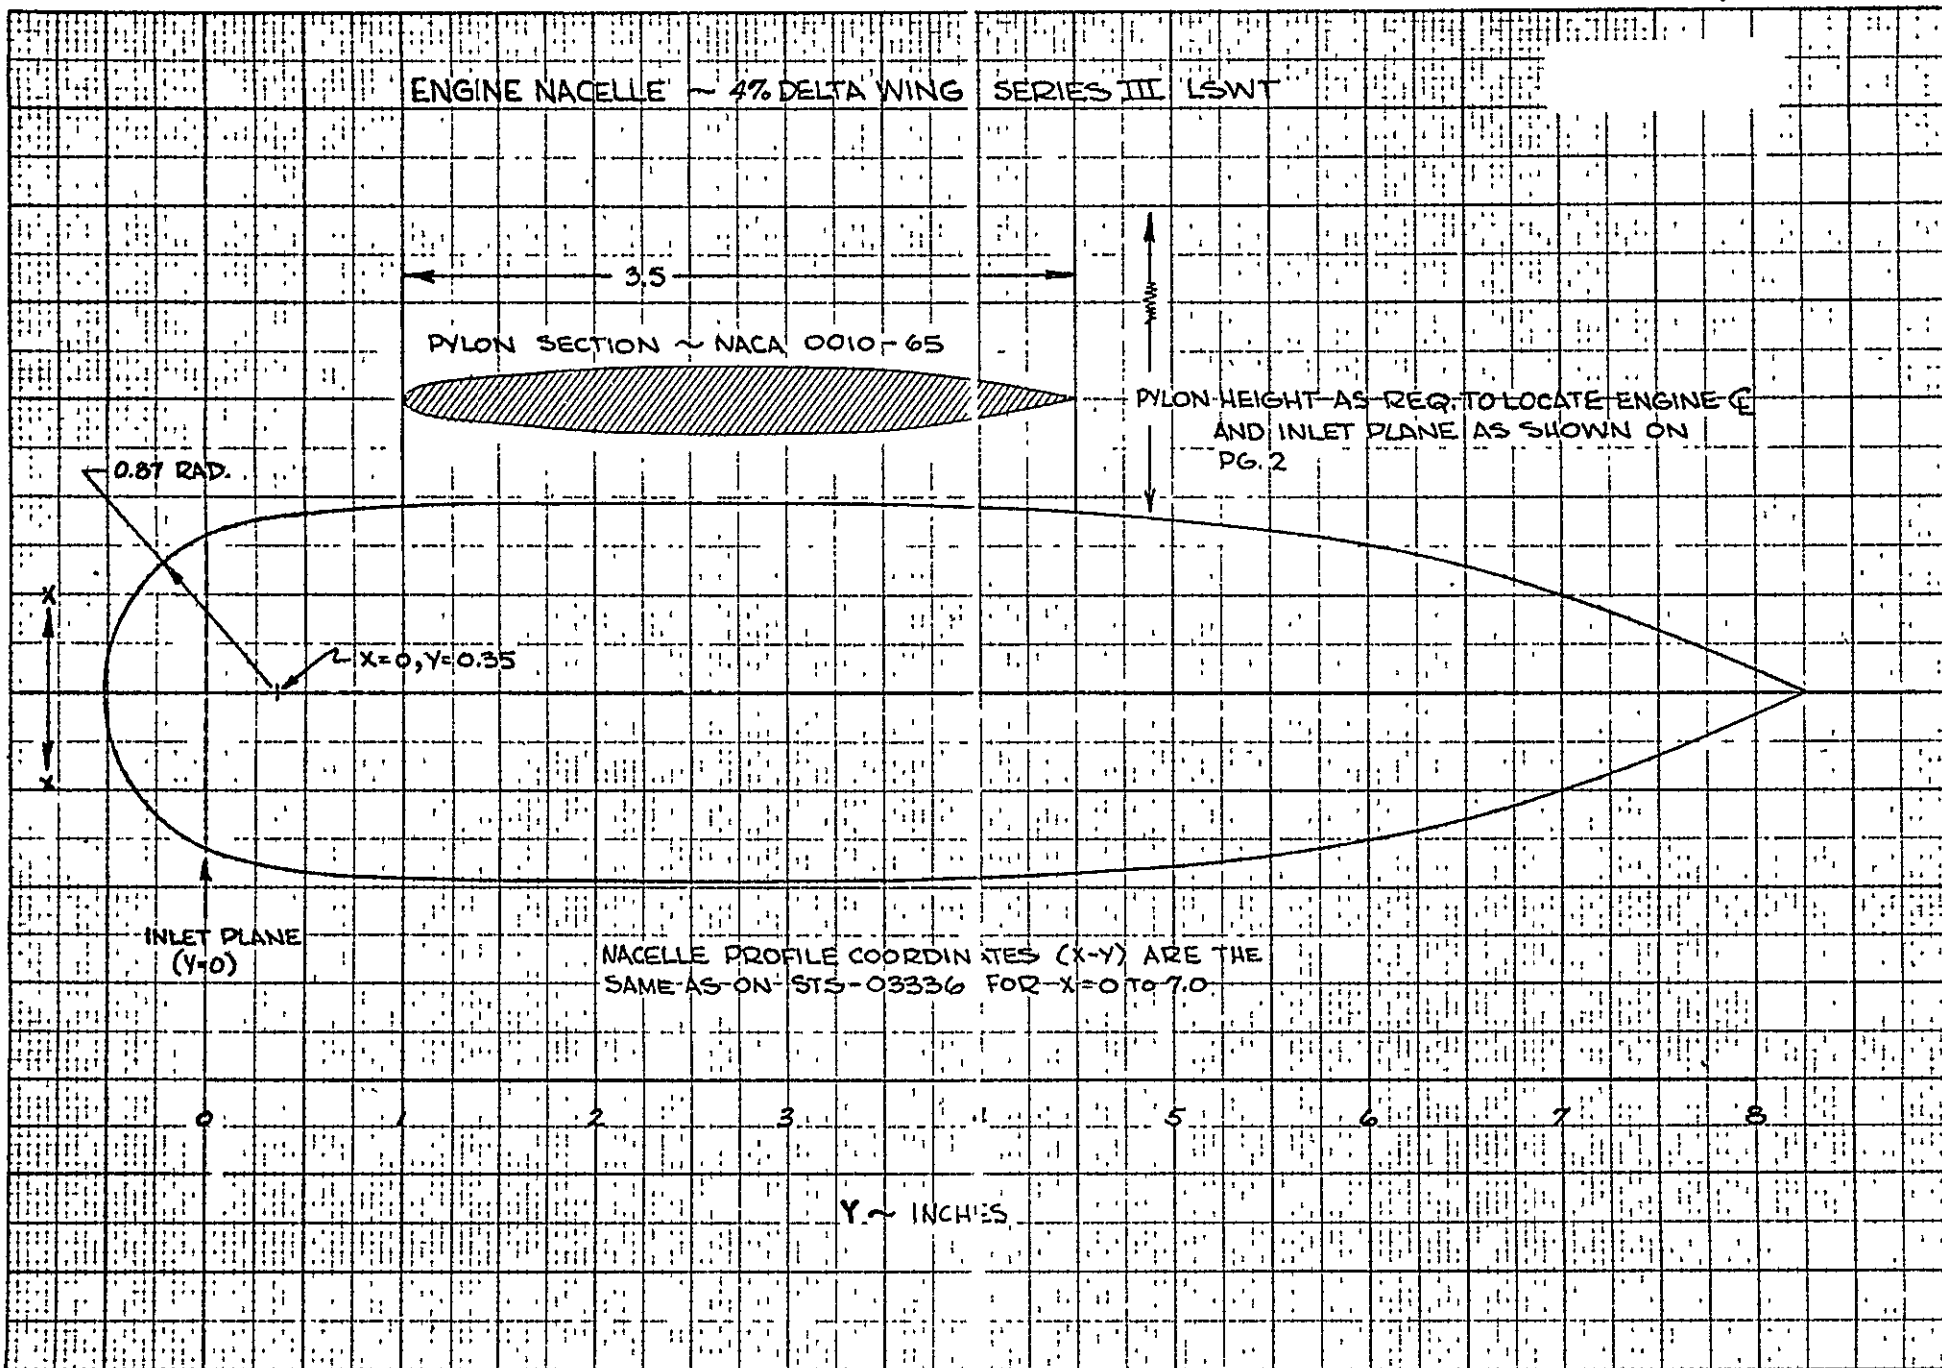 ENGINE NACELLE ~ 4% DELTA WING SERIES III LSWT
3.5
PYLON SECTION ~ NACA 0010-65
PYLON HEIGHT AS REQ. TO LOCATE ENGINE ℄
AND INLET PLANE AS SHOWN ON
PG. 2
0.87 RAD.
X
X=0, Y=0.35
X
INLET PLANE
(Y=0)
NACELLE PROFILE COORDINATES (X-Y) ARE THE
SAME AS ON STS-03336 FOR X=0 TO 7.0
0 1 2 3 5 6 7 8
Y ~ INCHES